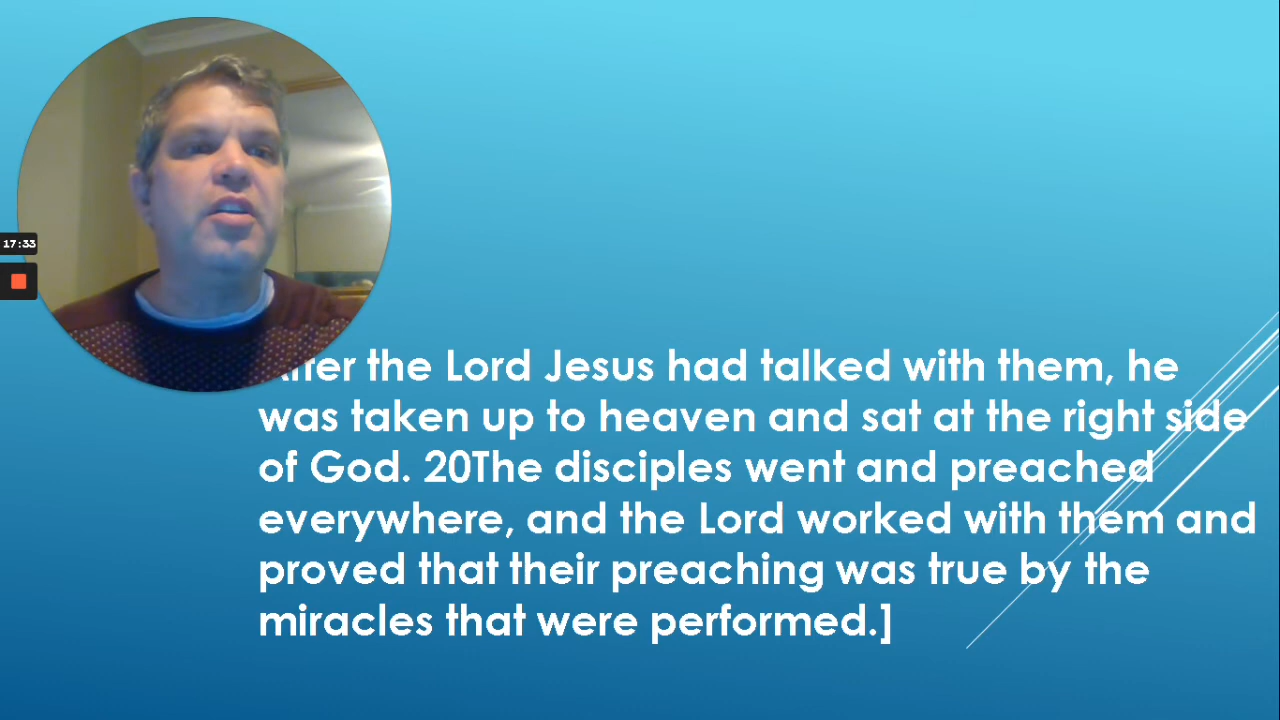 17:33
the Lord Jesus had talked with them, he
was taken up to heaven and sat at the right side
of God. 20The disciples went and preached
everywhere, and the Lord worked with them and
proved that their preaching was true by the
miracles that were performed.]